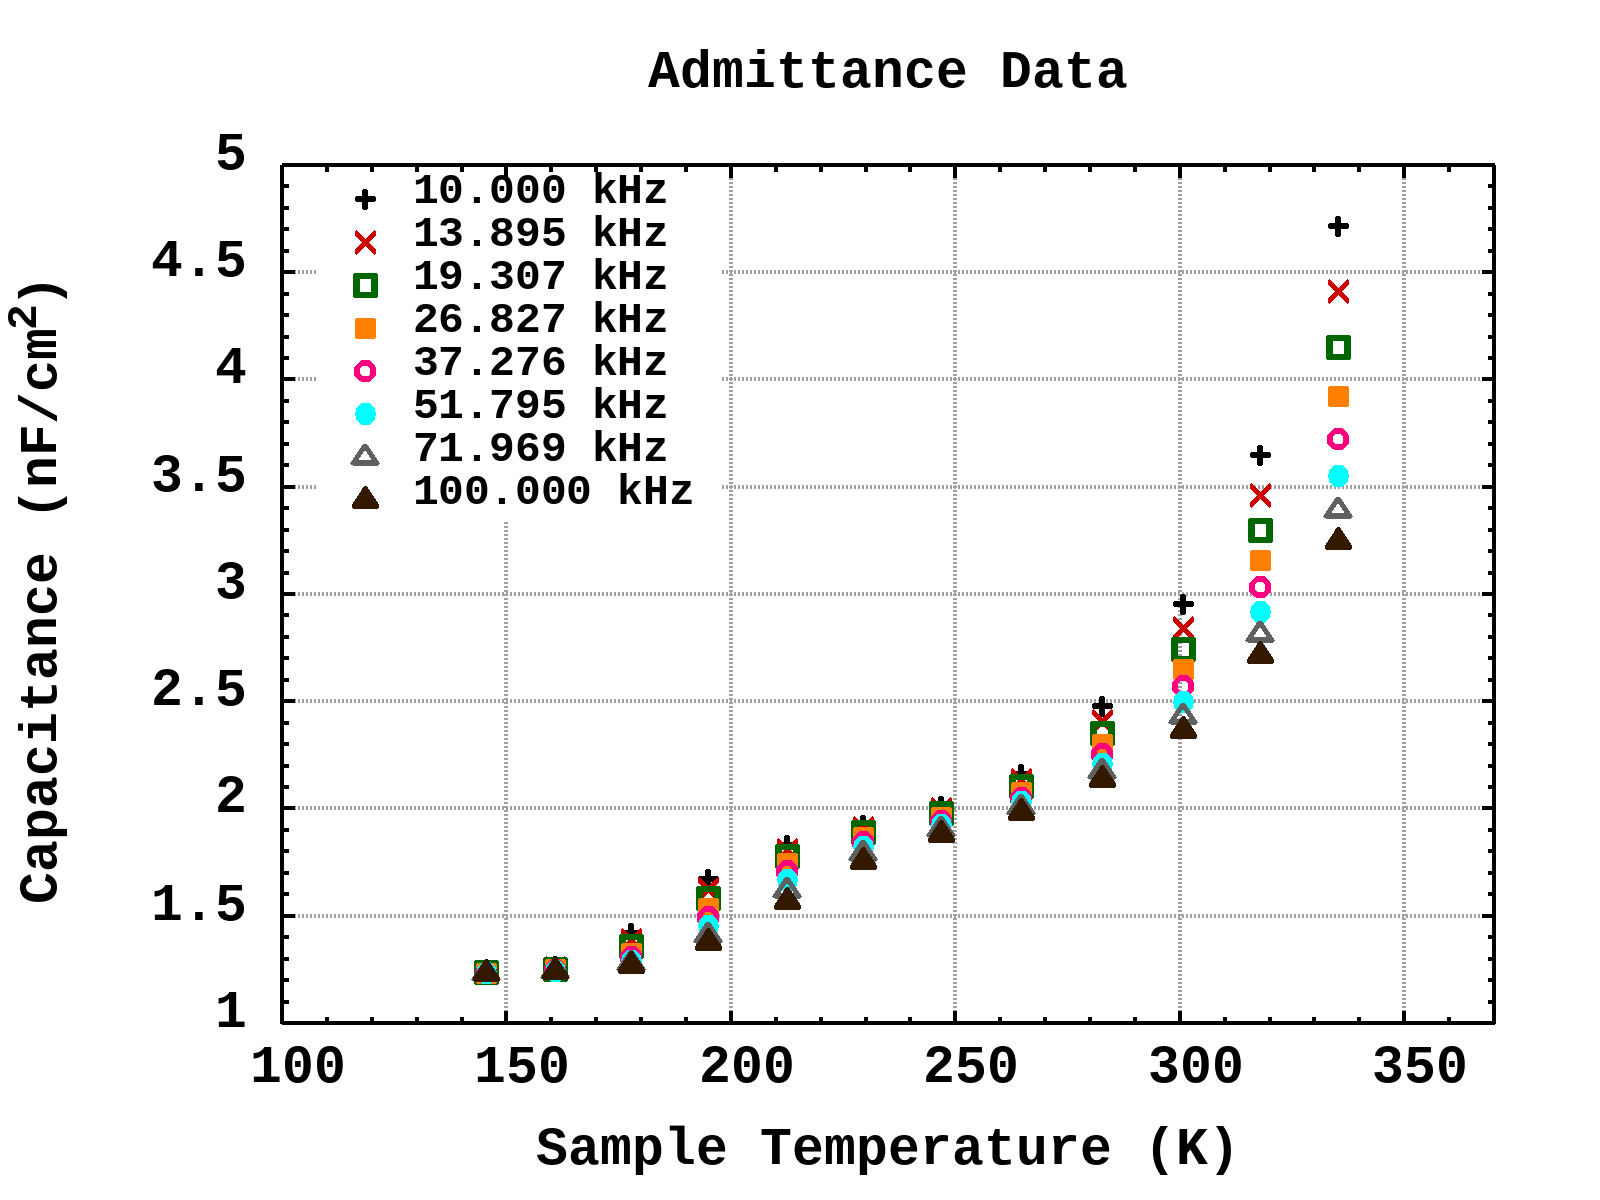 Admittance Data
5
4.5
4
3.5
3
2.5
2
1.5
1
Capacitance (nF/cm²)
10.000 kHz
13.895 kHz
19.307 kHz
26.827 kHz
37.276 kHz
51.795 kHz
71.969 kHz
100.000 kHz
100 150 200 250 300 350
Sample Temperature (K)